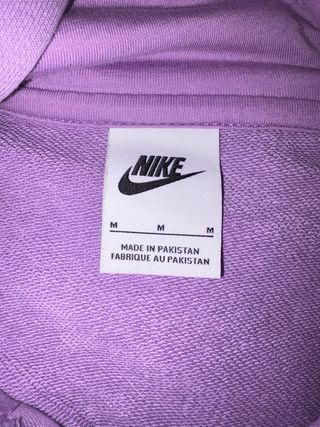 NIKE
M M M
MADE IN PAKISTAN
FABRIQUE AU PAKISTAN